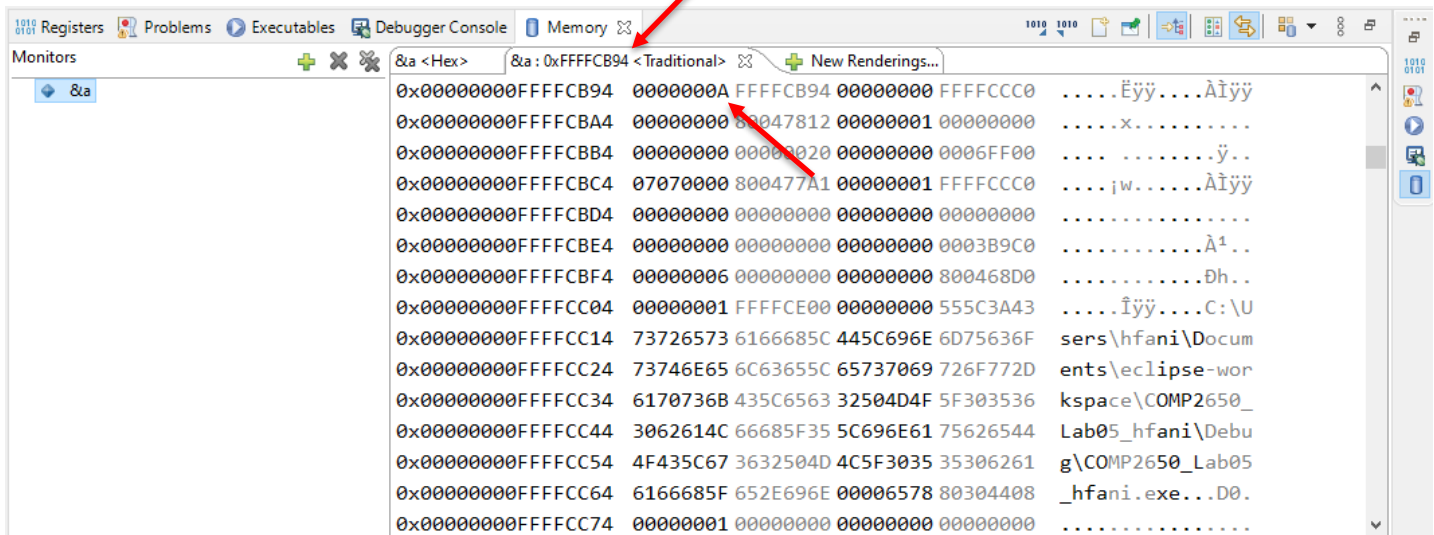 Registers Problems Executables Debugger Console Memory
Monitors
&a <Hex> &a : 0xFFFFCB94 <Traditional> New Renderings...
&a
0x00000000FFFFCB94 0000000A FFFFCB94 00000000 FFFFCCC0 .....Ëÿÿ....ÀÌÿÿ
0x00000000FFFFCBA4 00000000 80047812 00000001 00000000 .....x..........
0x00000000FFFFCBB4 00000000 00000020 00000000 0006FF00 .... ........ÿ..
0x00000000FFFFCBC4 07070000 800477A1 00000001 FFFFCCC0 ....¡w......ÀÌÿÿ
0x00000000FFFFCBD4 00000000 00000000 00000000 00000000 ................
0x00000000FFFFCBE4 00000000 00000000 00000000 0003B9C0 ............À¹..
0x00000000FFFFCBF4 00000006 00000000 00000000 800468D0 ............Ðh..
0x00000000FFFFCC04 00000001 FFFFCE00 00000000 555C3A43 .....Îÿÿ....C:\U
0x00000000FFFFCC14 73726573 6166685C 445C696E 6D75636F sers\hfani\Docum
0x00000000FFFFCC24 73746E65 6C63655C 65737069 726F772D ents\eclipse-wor
0x00000000FFFFCC34 6170736B 435C6563 32504D4F 5F303536 kspace\COMP2650_
0x00000000FFFFCC44 3062614C 66685F35 5C696E61 75626544 Lab05_hfani\Debu
0x00000000FFFFCC54 4F435C67 3632504D 4C5F3035 35306261 g\COMP2650_Lab05
0x00000000FFFFCC64 6166685F 652E696E 00006578 80304408 _hfani.exe...D0.
0x00000000FFFFCC74 00000001 00000000 00000000 00000000 ................